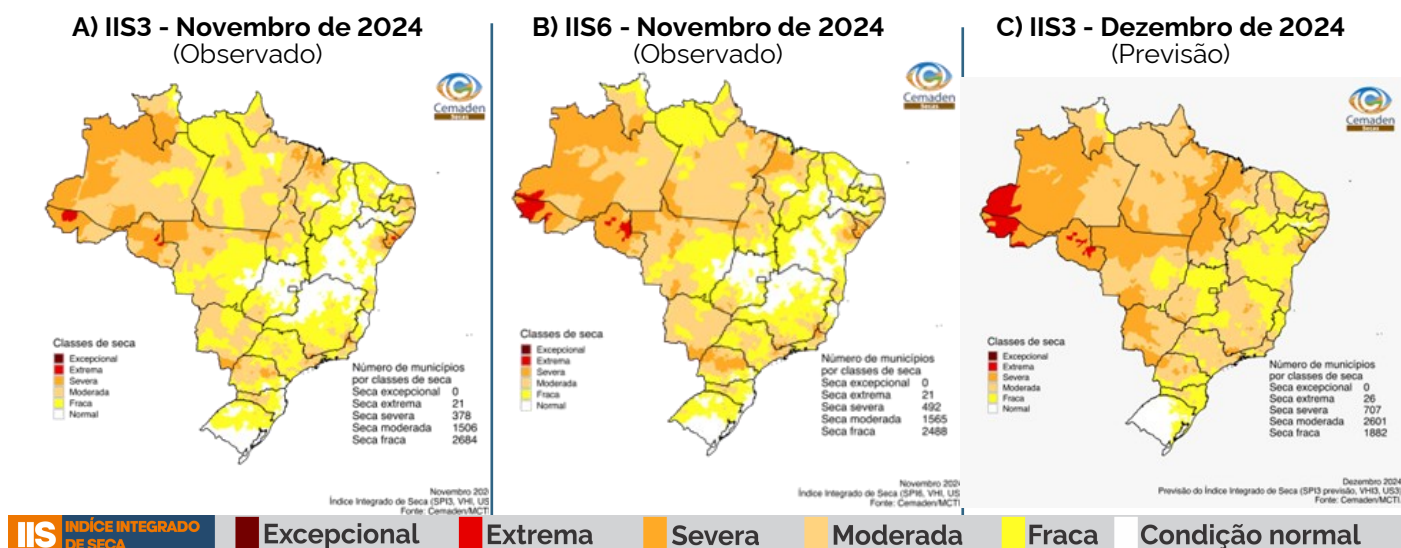 A) IIS3 - Novembro de 2024
(Observado)
Cemaden
Secas
Classes de seca
Excepcional
Extrema
Severa
Moderada
Fraca
Normal
Número de municípios
por classes de seca
Seca excepcional 0
Seca extrema 21
Seca severa 378
Seca moderada 1506
Seca fraca 2684
Novembro 202
Índice Integrado de Seca (SPI3, VHI, US
Fonte: Cemaden/MCTI
B) IIS6 - Novembro de 2024
(Observado)
Cemaden
Secas
Classes de seca
Excepcional
Extrema
Severa
Moderada
Fraca
Normal
Número de municípios
por classes de seca
Seca excepcional 0
Seca extrema 21
Seca severa 492
Seca moderada 1565
Seca fraca 2488
Novembro 2024
Índice Integrado de Seca (SPI6, VHI, US
Fonte: Cemaden/MCTI
C) IIS3 - Dezembro de 2024
(Previsão)
Cemaden
Secas
Classes de seca
Excepcional
Extrema
Severa
Moderada
Fraca
Normal
Número de municípios
por classes de seca
Seca excepcional 0
Seca extrema 26
Seca severa 707
Seca moderada 2601
Seca fraca 1882
Dezembro 2024
Previsão do Índice Integrado de Seca (SPI3 previsão, VHI3, US3)
Fonte: Cemaden/MCTI
IIS INDÍCE INTEGRADO
DE SECA
Excepcional
Extrema
Severa
Moderada
Fraca
Condição normal